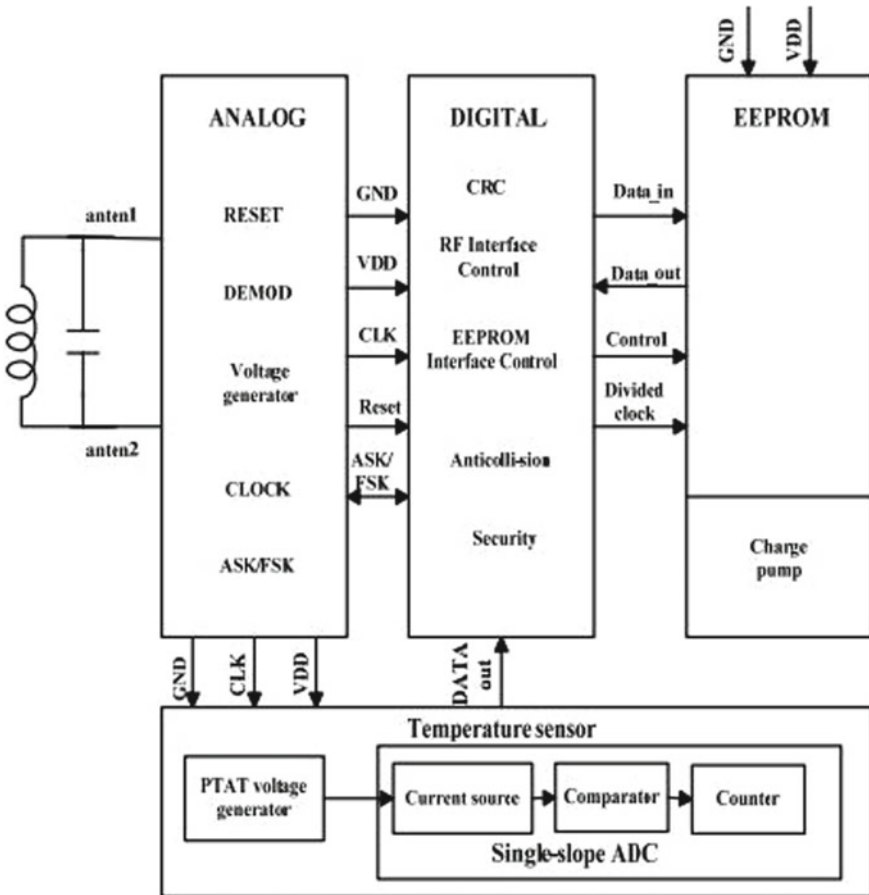 GND
VDD
ANALOG
DIGITAL
EEPROM
anten1
RESET
DEMOD
Voltage
generator
CLOCK
ASK/FSK
anten2
GND
VDD
CLK
Reset
ASK/
FSK
CRC
RF Interface
Control
EEPROM
Interface Control
Anticolli-sion
Security
Data_in
Data_out
Control
Divided
clock
Charge
pump
GND
CLK
VDD
DATA
out
Temperature sensor
PTAT voltage
generator
Current source
Comparator
Counter
Single-slope ADC